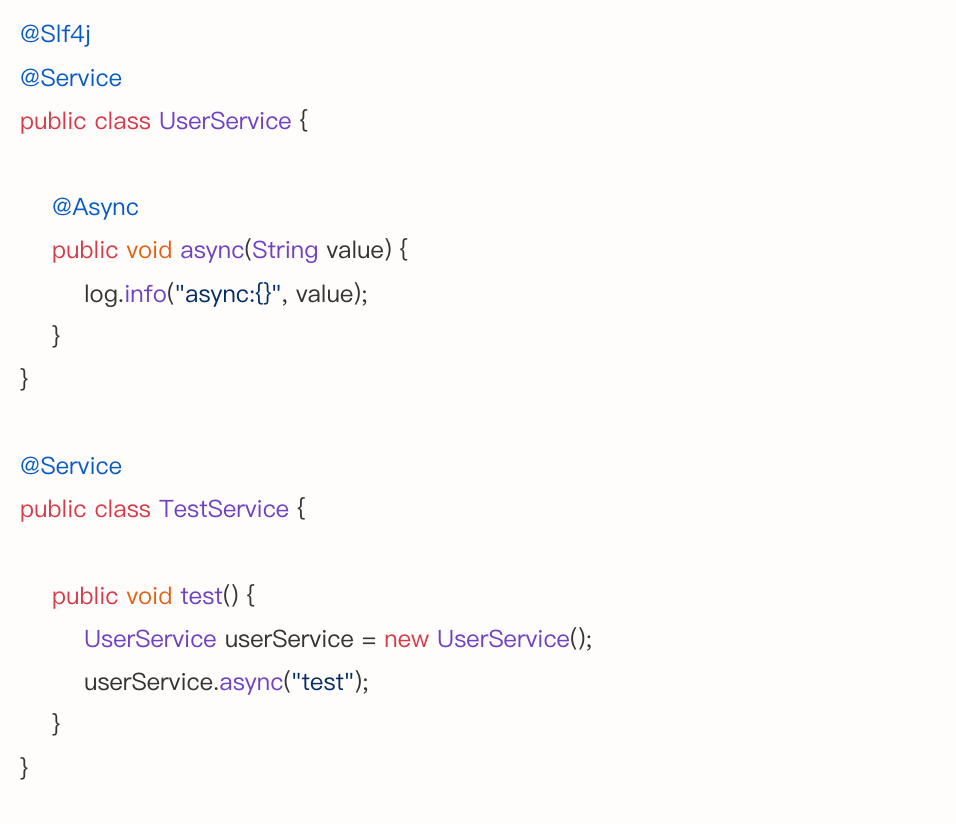 @Slf4j
@Service
public class UserService {
@Async
public void async(String value) {
log.info("async:{}", value);
}
}
@Service
public class TestService {
public void test() {
UserService userService = new UserService();
userService.async("test");
}
}